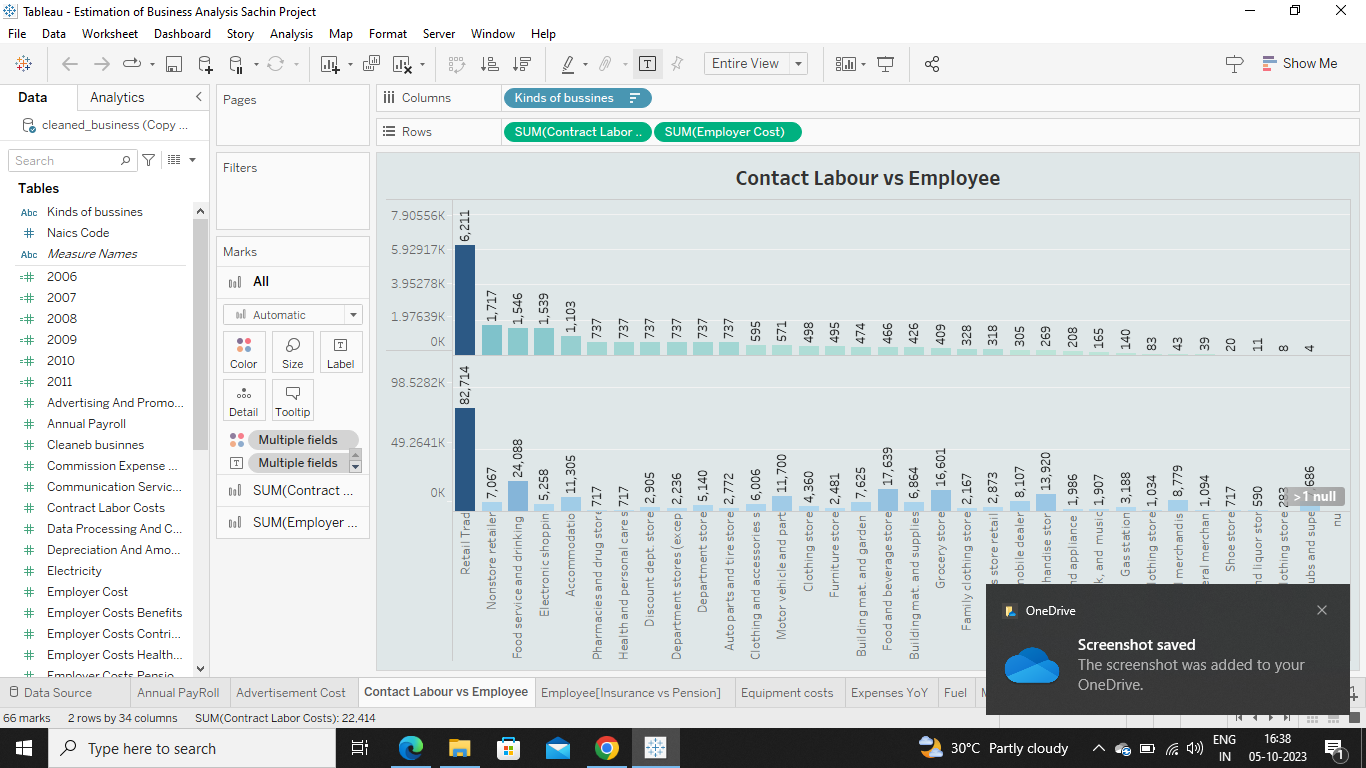 Tableau - Estimation of Business Analysis Sachin Project
File Data Worksheet Dashboard Story Analysis Map Format Server Window Help
Entire View
Show Me
Data Analytics
cleaned_business (Copy ...
Search
Tables
Abc Kinds of bussines
# Naics Code
Abc Measure Names
=# 2006
=# 2007
=# 2008
=# 2009
=# 2010
=# 2011
# Advertising And Promo...
# Annual Payroll
# Cleaneb businnes
# Commission Expense ...
# Communication Servic...
# Contract Labor Costs
# Data Processing And C...
# Depreciation And Amo...
# Electricity
# Employer Cost
# Employer Costs Benefits
# Employer Costs Contri...
# Employer Costs Health...
# Employer Costs Pensio...
Pages
Filters
Marks
All
Automatic
Color Size Label
Detail Tooltip
Multiple fields
Multiple fields
SUM(Contract ...
SUM(Employer ...
Columns Kinds of bussines
Rows SUM(Contract Labor .. SUM(Employer Cost)
Contact Labour vs Employee
7.90556K
5.92917K
3.95278K
1.97639K
0K
6,211 1,717 1,546 1,539 1,103 737 737 737 737 737 737 595 571 498 495 474 466 426 409 328 318 305 269 208 165 140 83 43 39 20 11 8 4
98.5282K
49.2641K
0K
82,714 7,067 24,088 5,258 11,305 717 717 2,905 2,236 5,140 2,772 6,006 11,700 4,360 2,481 7,625 17,639 6,864 16,601 2,167 2,873 8,107 13,920 1,986 1,907 3,188 1,034 8,779 1,094 717 590 686
>1 null
Retail Trad
Nonstore retailer
Food service and drinking
Electronic shoppin
Accommodatio
Pharmacies and drug store
Health and personal care s
Discount dept. store
Department stores (excep
Department store
Auto parts and tire store
Clothing and accessories s
Motor vehicle and part
Clothing store
Furniture store
Building mat. and garden
Food and beverage store
Building mat. and supplies
Grocery store
Family clothing store
s store retail
mobile dealer
handise stor
nd appliance
k, and music
Gas station
lothing store
l merchandis
eral merchan
Shoe store
nd liquor stor
lothing store
ubs and supe
nu
OneDrive
Screenshot saved
The screenshot was added to your
OneDrive.
Data Source Annual PayRoll Advertisement Cost Contact Labour vs Employee Employee[Insurance vs Pension] Equipment costs Expenses YoY Fuel
66 marks 2 rows by 34 columns SUM(Contract Labor Costs): 22,414
Type here to search
30°C Partly cloudy
ENG
IN
16:38
05-10-2023
1